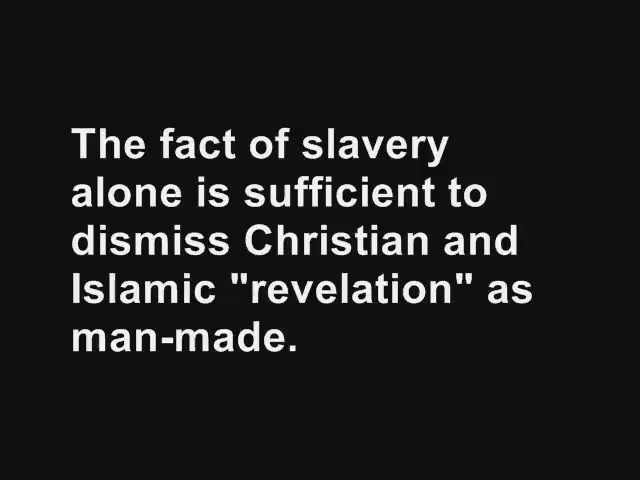 The fact of slavery
alone is sufficient to
dismiss Christian and
Islamic "revelation" as
man-made.